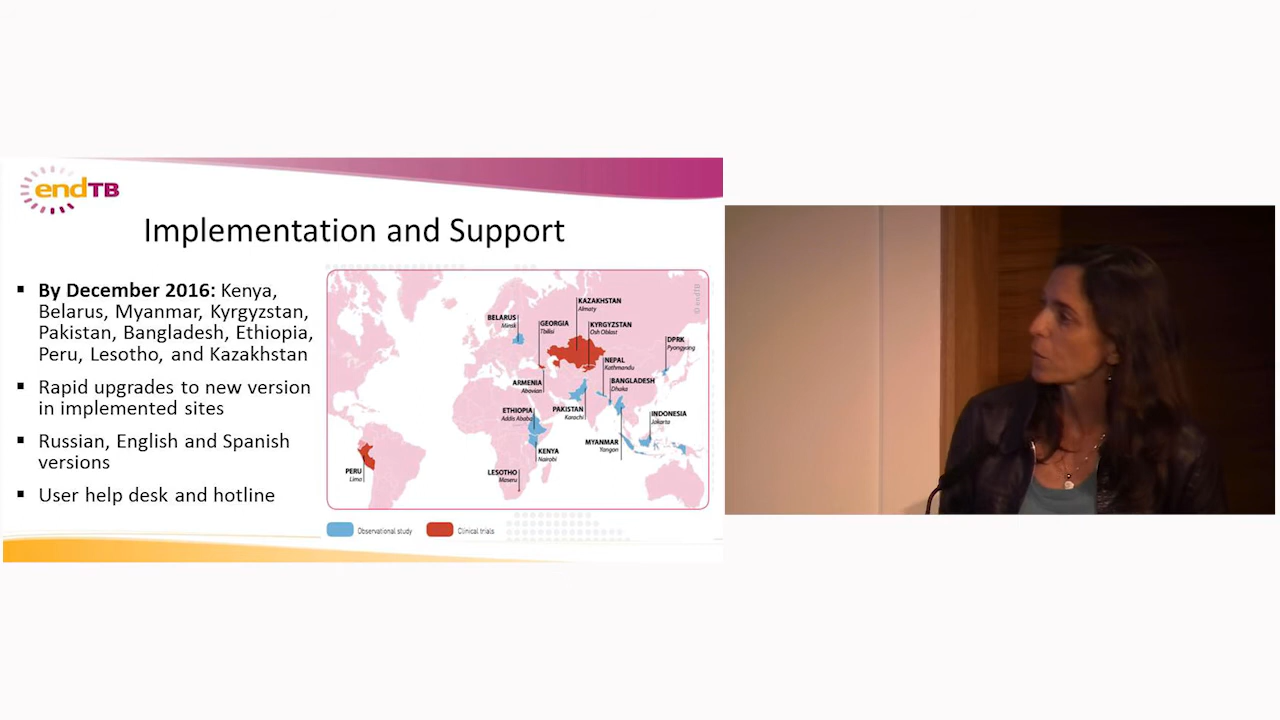 endTB
Implementation and Support
▪ By December 2016: Kenya,
Belarus, Myanmar, Kyrgyzstan,
Pakistan, Bangladesh, Ethiopia,
Peru, Lesotho, and Kazakhstan
▪ Rapid upgrades to new version
in implemented sites
▪ Russian, English and Spanish
versions
▪ User help desk and hotline
© endTB
KAZAKHSTAN
Almaty
BELARUS
Minsk
GEORGIA
Tbilisi
KYRGYZSTAN
Osh Oblast
DPRK
Pyongyang
NEPAL
Kathmandu
ARMENIA
Abovian
BANGLADESH
Dhaka
ETHIOPIA
Addis Ababa
PAKISTAN
Karachi
INDONESIA
Jakarta
MYANMAR
Yangon
KENYA
Nairobi
PERU
Lima
LESOTHO
Maseru
Observational study
Clinical trials